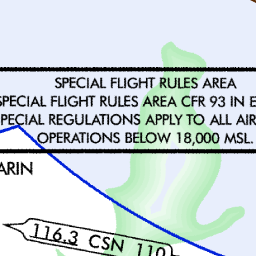 SPECIAL FLIGHT RULES AREA
SPECIAL FLIGHT RULES AREA CFR 93 IN E
SPECIAL REGULATIONS APPLY TO ALL AIR
OPERATIONS BELOW 18,000 MSL.
ARIN
116.3 CSN 110